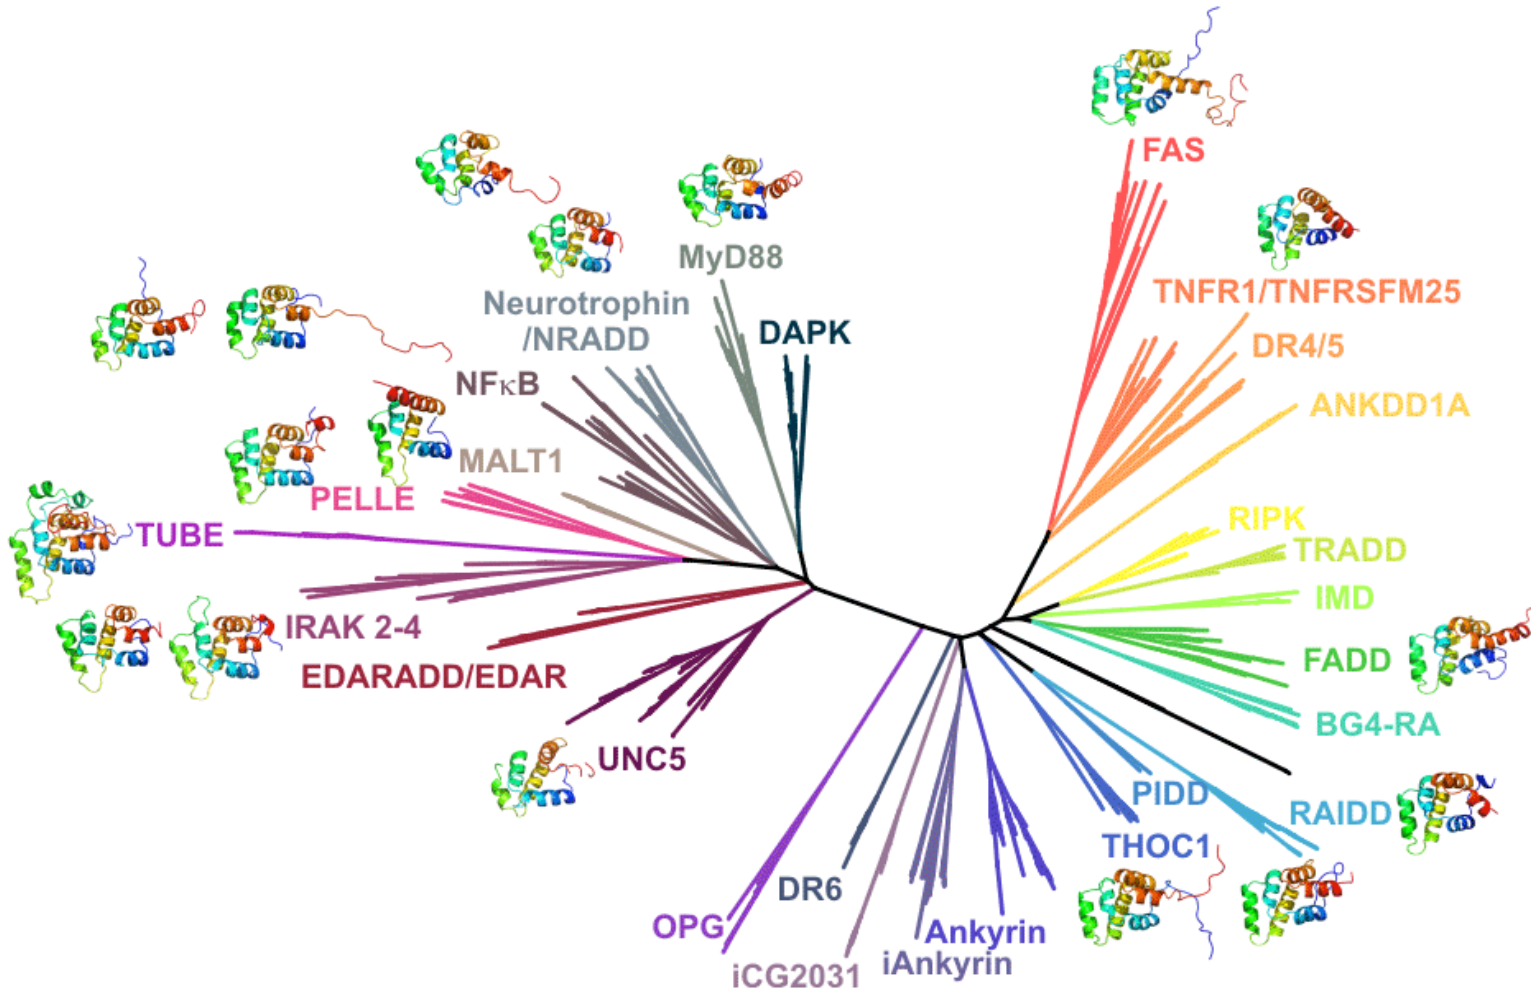 FAS
MyD88
TNFR1/TNFRSFM25
Neurotrophin
/NRADD
DAPK
DR4/5
NFκB
ANKDD1A
MALT1
PELLE
RIPK
TUBE
TRADD
IMD
IRAK 2-4
FADD
EDARADD/EDAR
BG4-RA
UNC5
PIDD
RAIDD
THOC1
DR6
OPG
Ankyrin
iAnkyrin
iCG2031